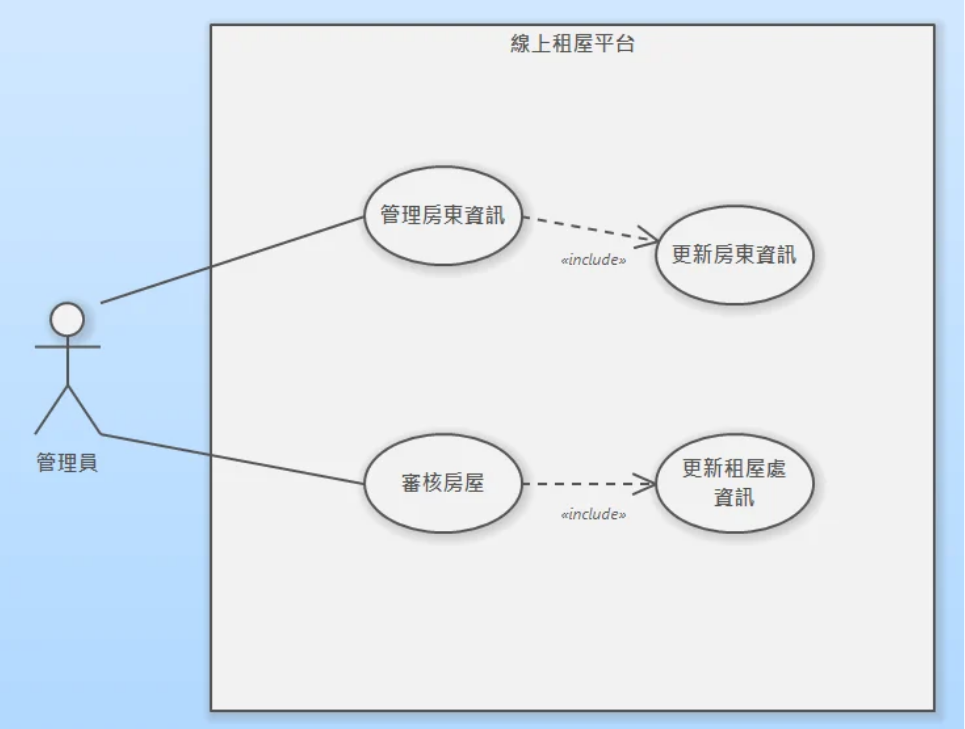 線上租屋平台
管理房東資訊
更新房東資訊
«include»
管理員
審核房屋
更新租屋處
資訊
«include»